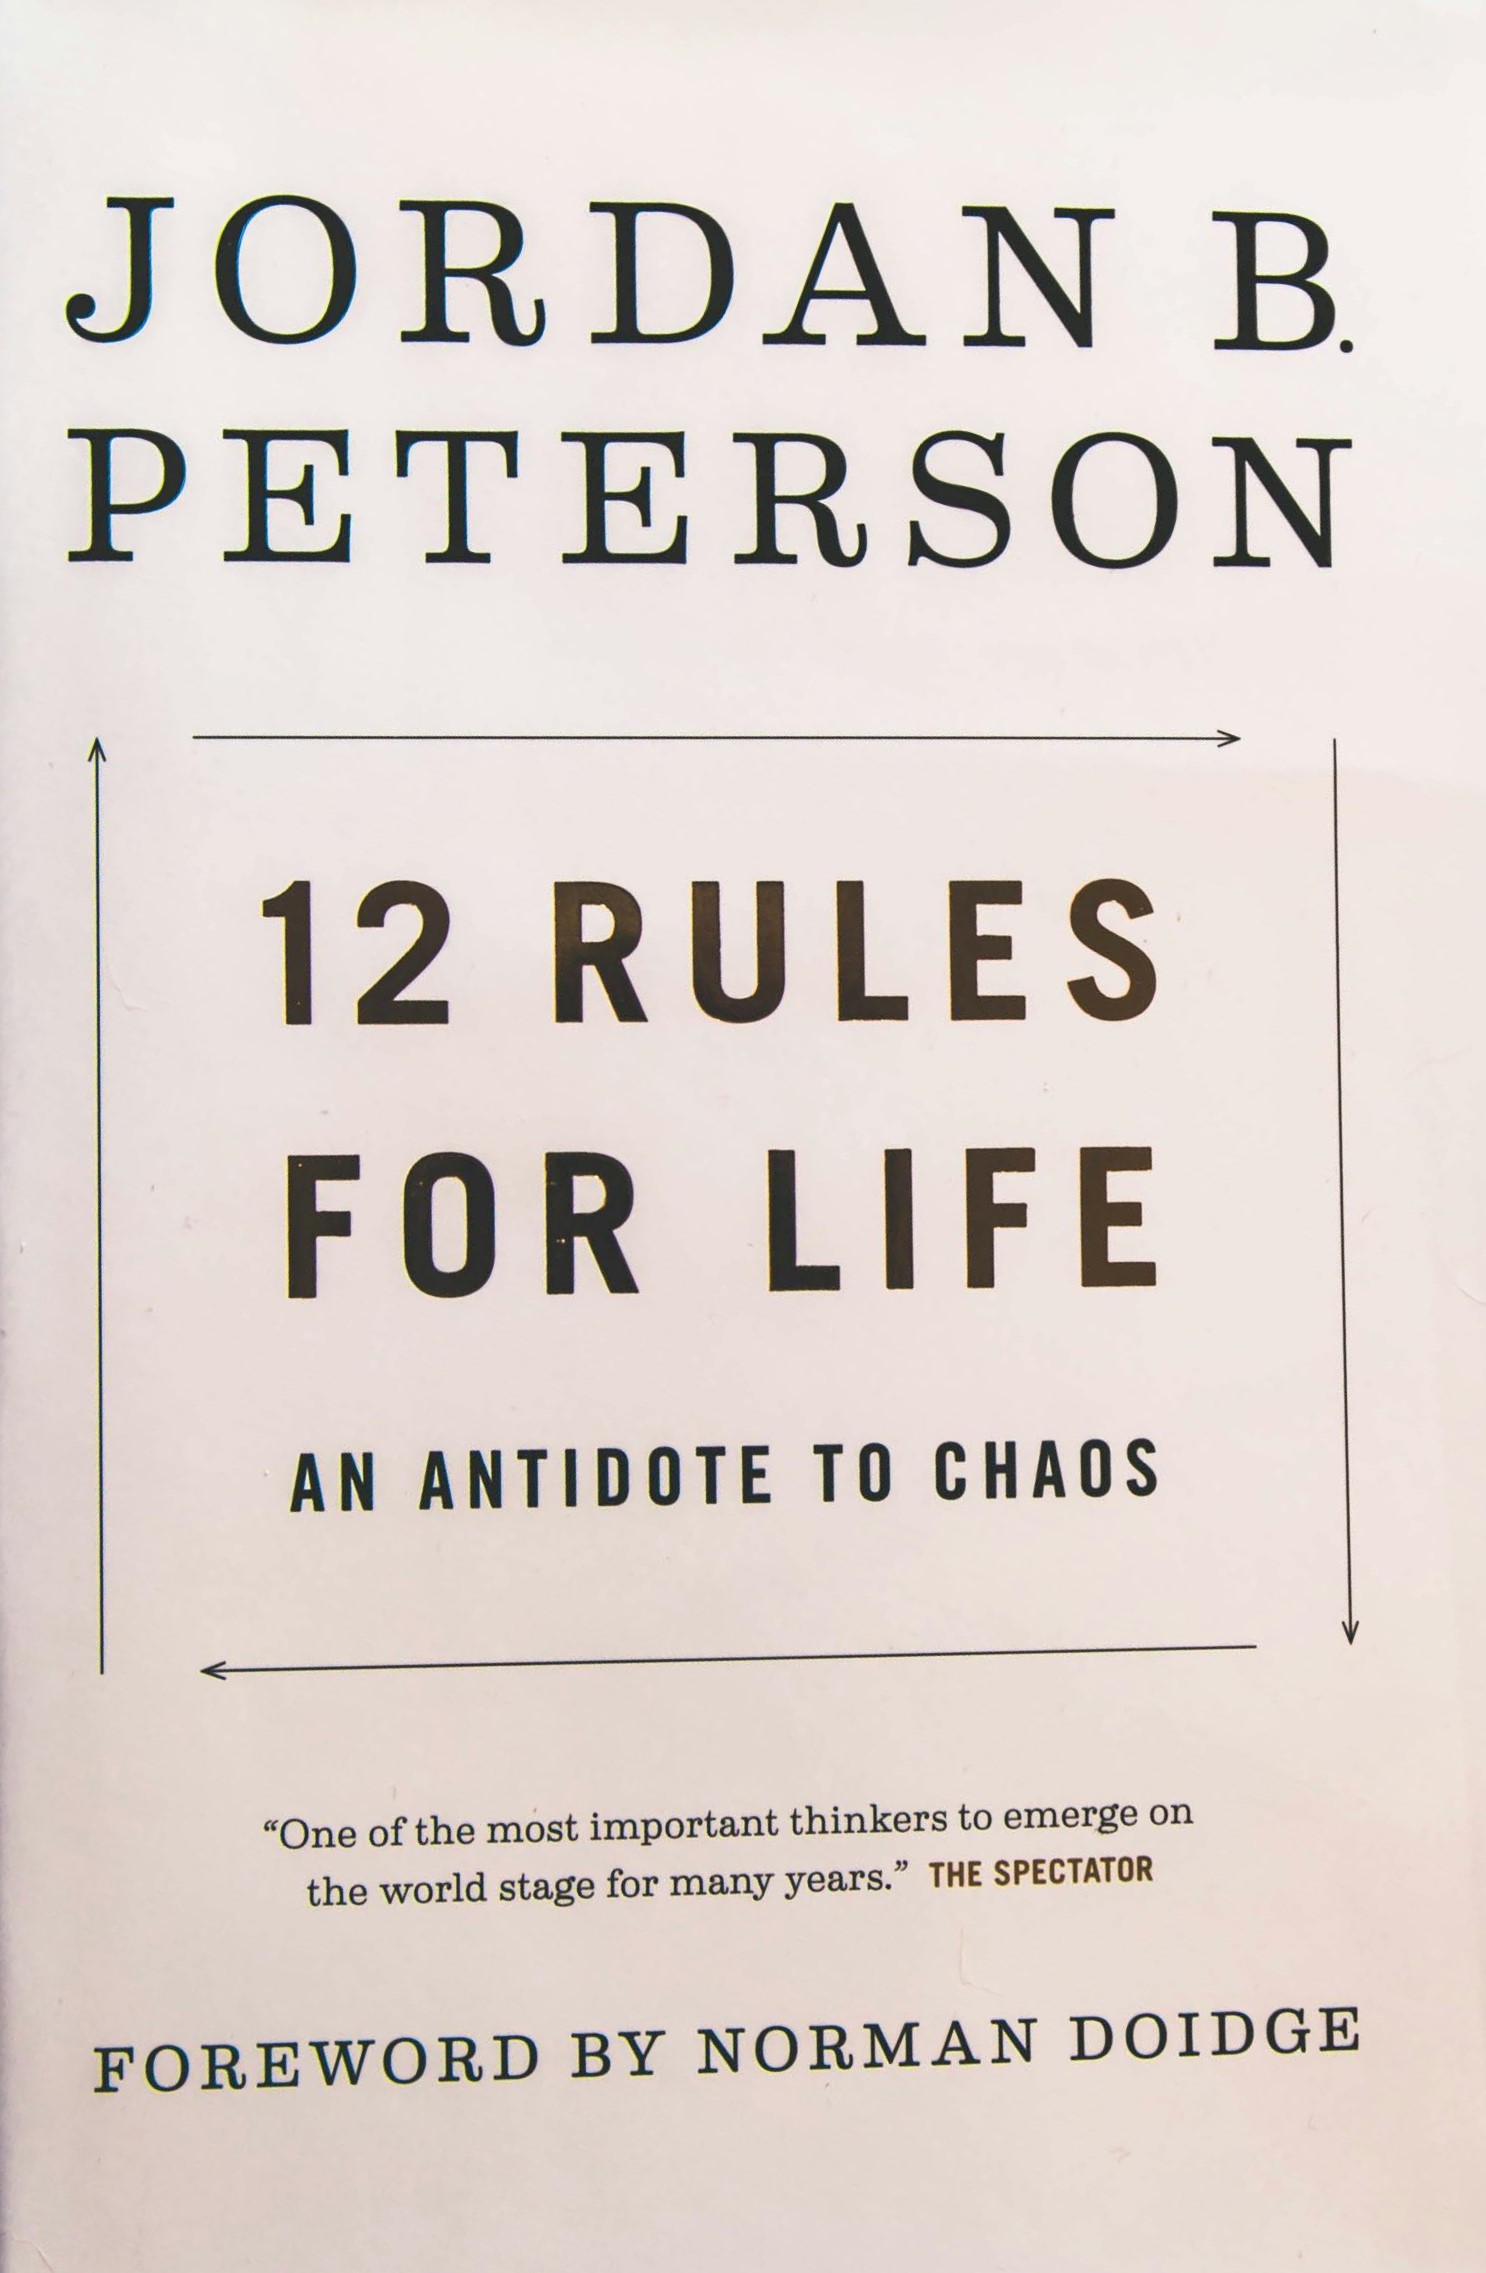 JORDAN B.
PETERSON
12 RULES
FOR LIFE
AN ANTIDOTE TO CHAOS
“One of the most important thinkers to emerge on
the world stage for many years.” THE SPECTATOR
FOREWORD BY NORMAN DOIDGE